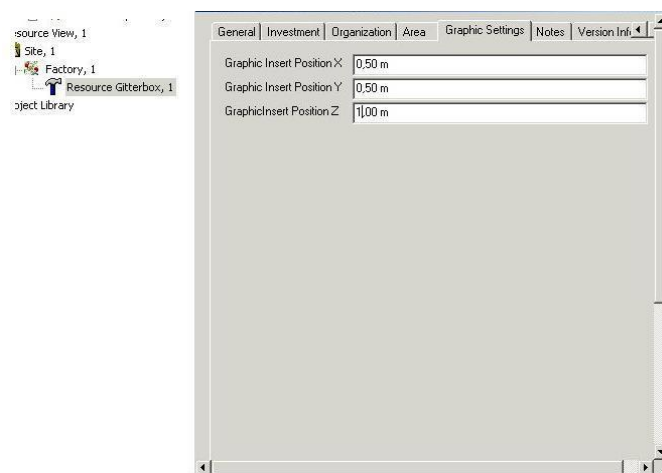 source View, 1
Site, 1
Factory, 1
Resource Gitterbox, 1
oject Library
General Investment Organization Area Graphic Settings Notes Version Inf
Graphic Insert Position X 0,50 m
Graphic Insert Position Y 0,50 m
GraphicInsert Position Z 1,00 m